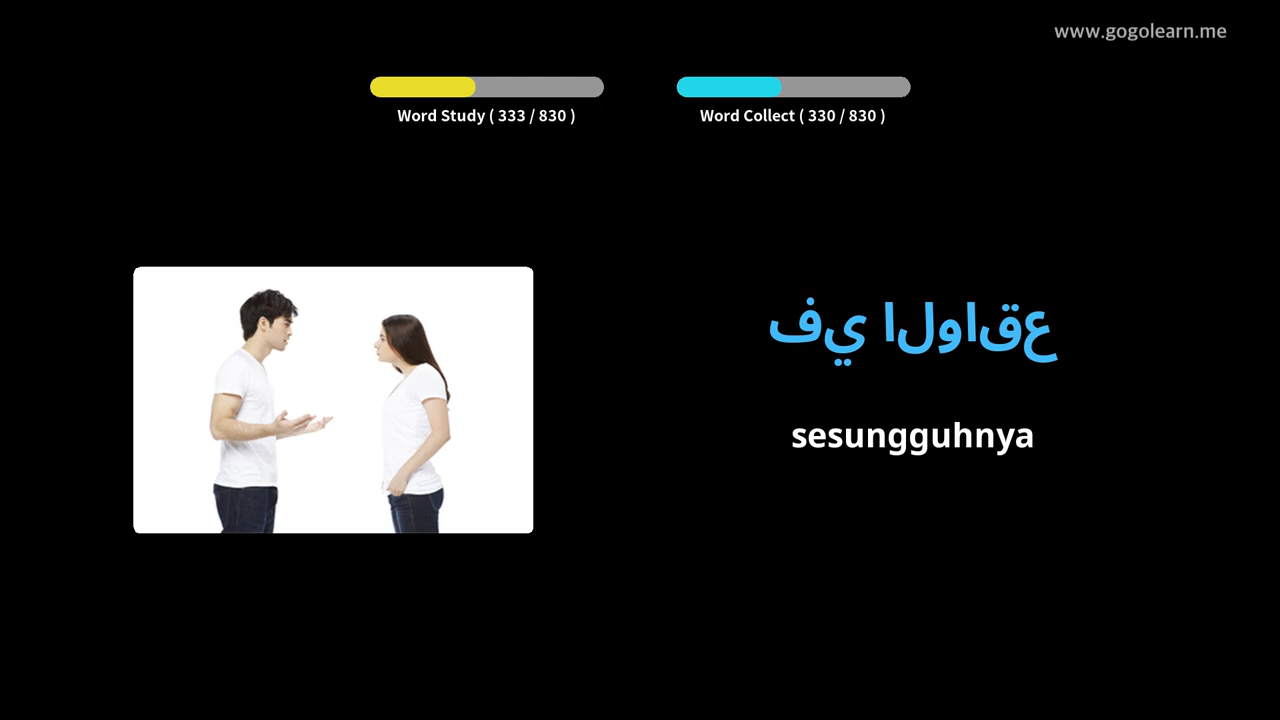 www.gogolearn.me
Word Study ( 333 / 830 )
Word Collect ( 330 / 830 )
في الواقع
sesungguhnya